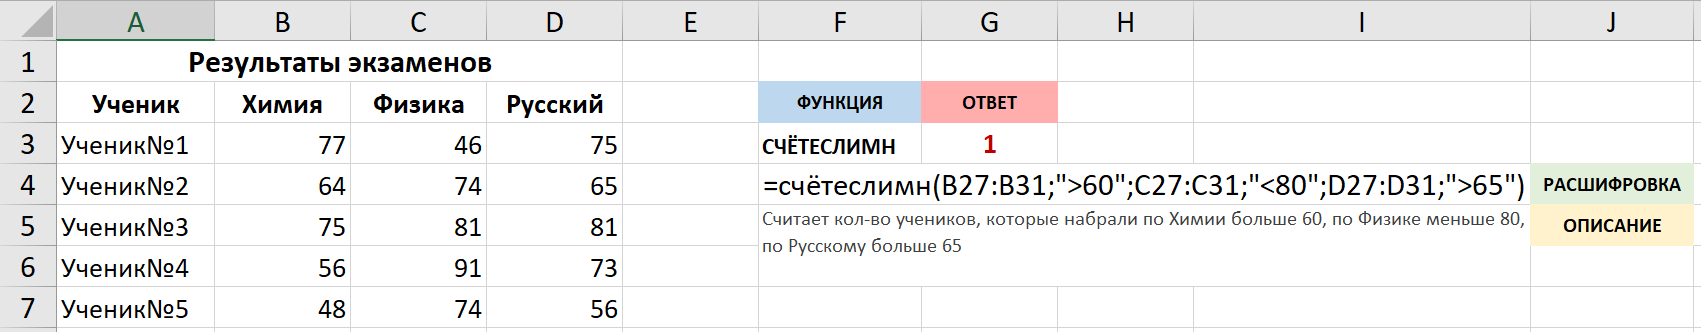 A B C D E F G H I J
1 Результаты экзаменов
2 Ученик Химия Физика Русский ФУНКЦИЯ ОТВЕТ
3 Ученик№1 77 46 75 СЧЁТЕСЛИМН 1
4 Ученик№2 64 74 65 =счётеслимн(B27:B31;">60";C27:C31;"<80";D27:D31;">65") РАСШИФРОВКА
5 Ученик№3 75 81 81 Считает кол-во учеников, которые набрали по Химии больше 60, по Физике меньше 80, ОПИСАНИЕ
по Русскому больше 65
6 Ученик№4 56 91 73
7 Ученик№5 48 74 56